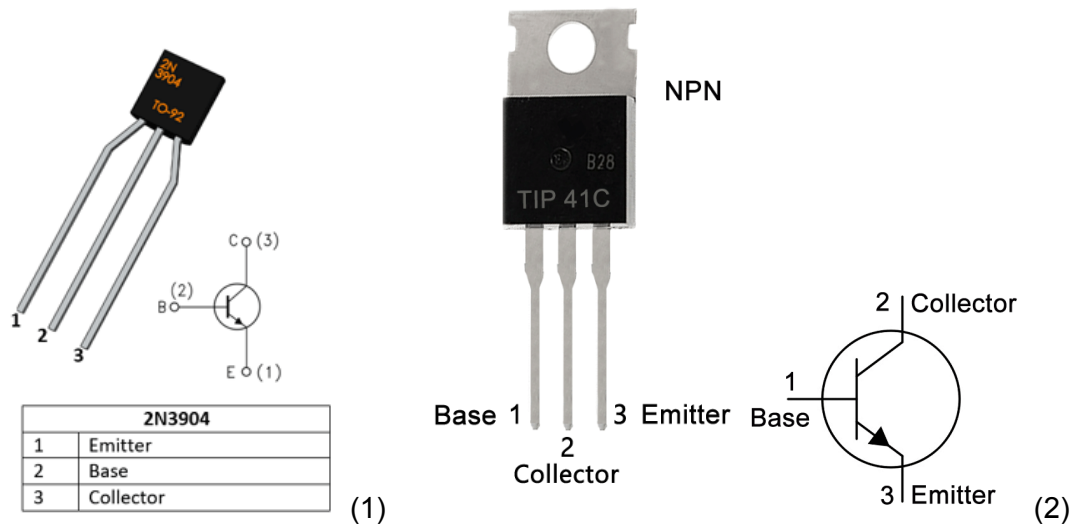 2N
3904
TO-92
1
2
3
C (3)
(2)
B
E (1)
2N3904
1 Emitter
2 Base
3 Collector
(1)
NPN
B28
TIP 41C
Base 1
2
Collector
3 Emitter
2 Collector
1
Base
3 Emitter
(2)